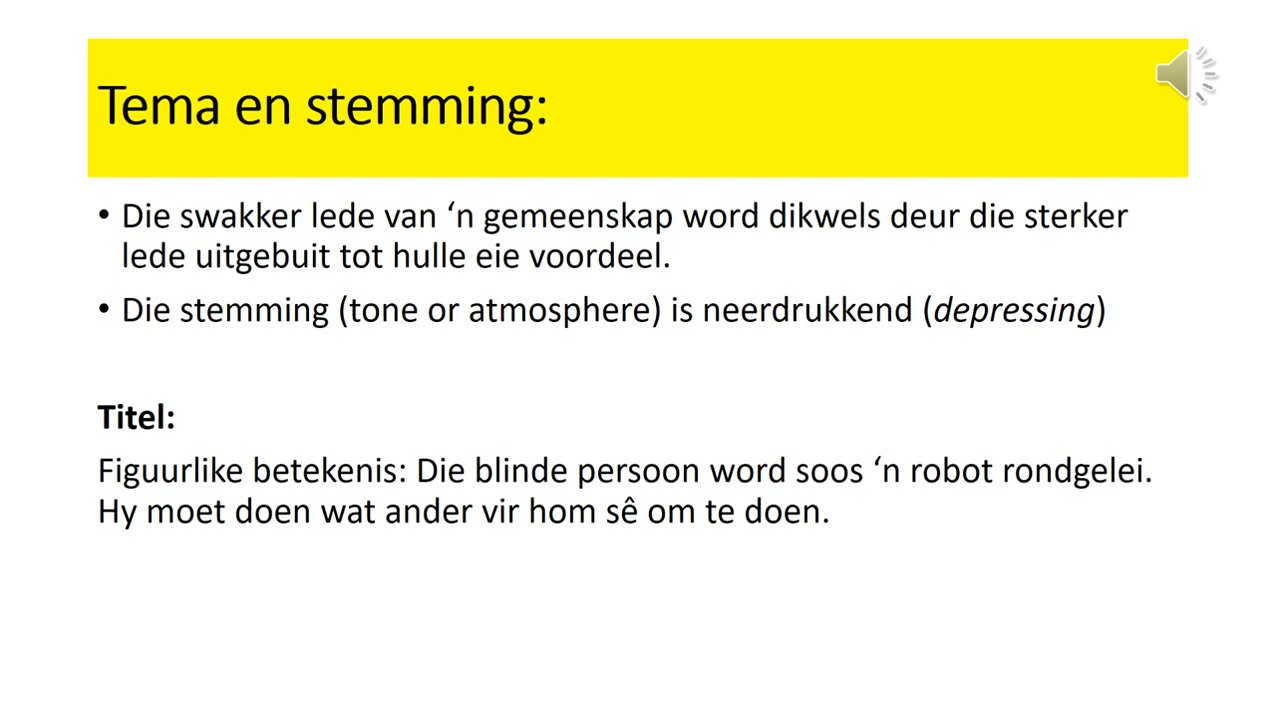 Tema en stemming:
• Die swakker lede van ‘n gemeenskap word dikwels deur die sterker
lede uitgebuit tot hulle eie voordeel.
• Die stemming (tone or atmosphere) is neerdrukkend (depressing)
Titel:
Figuurlike betekenis: Die blinde persoon word soos ‘n robot rondgelei.
Hy moet doen wat ander vir hom sê om te doen.